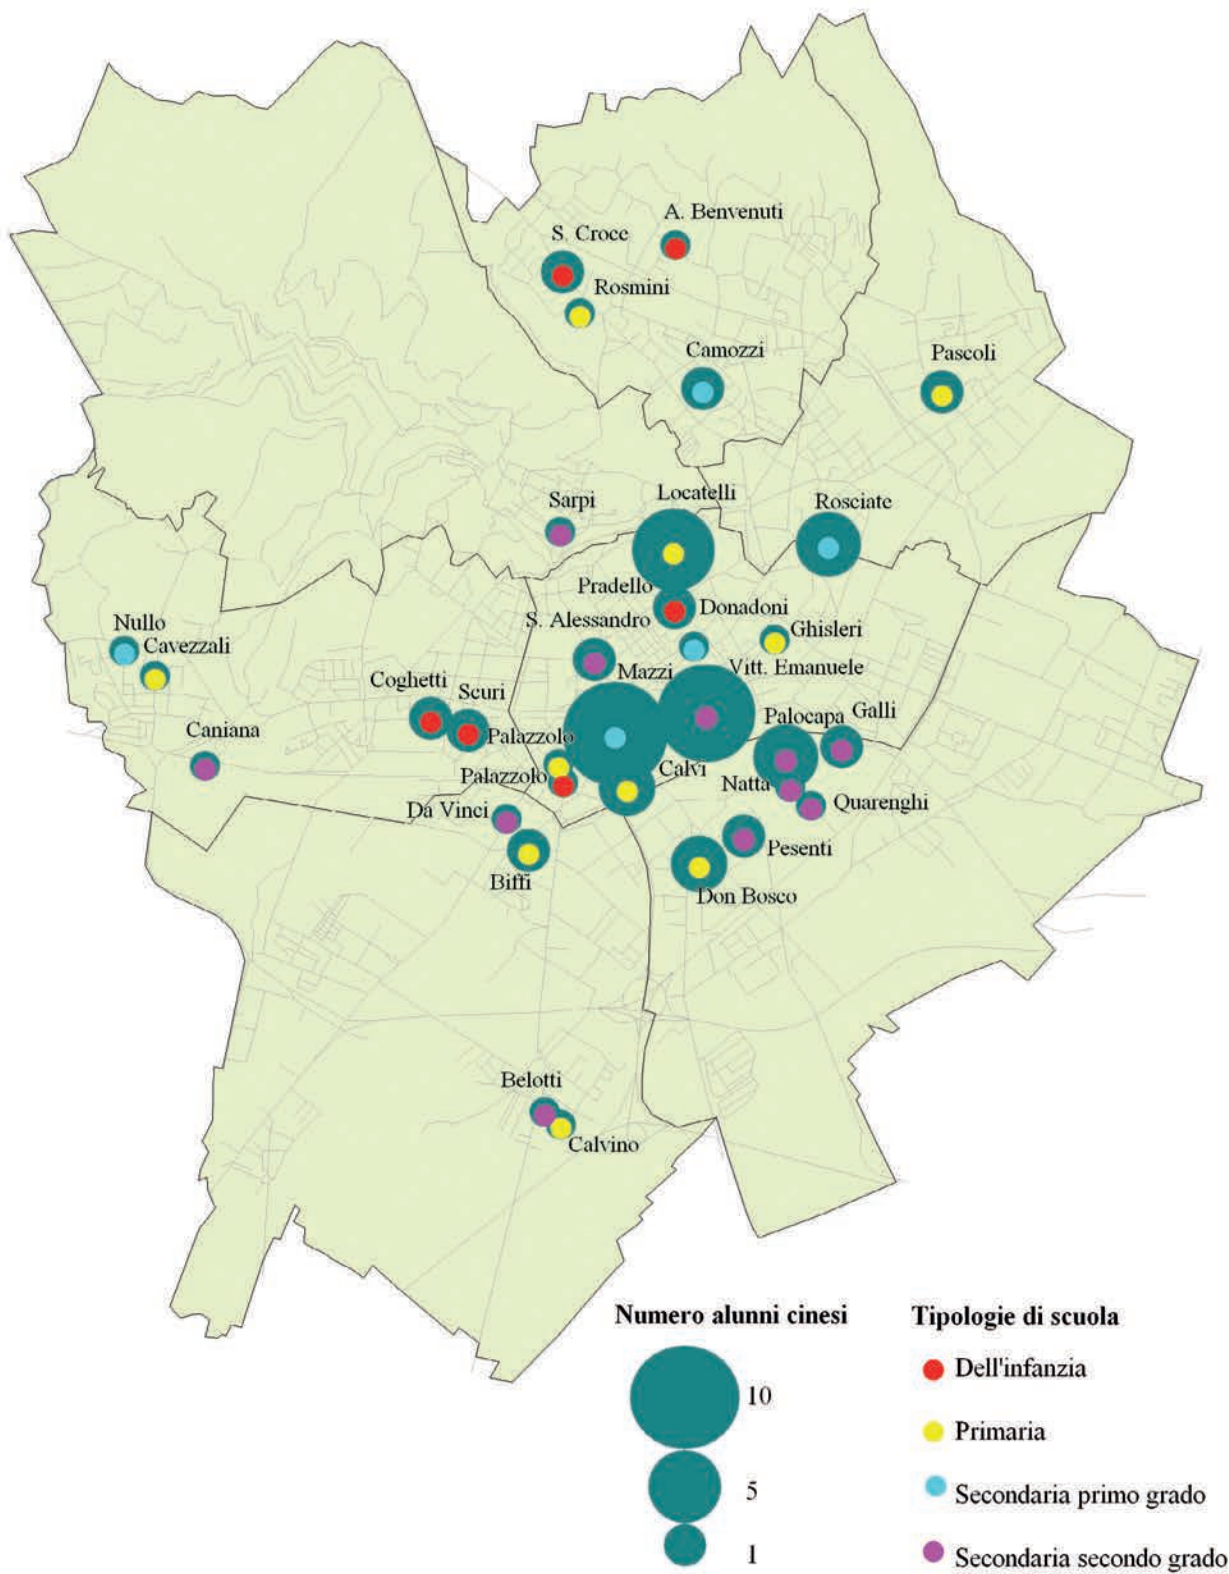 A. Benvenuti
S. Croce
Rosmini
Camozzi
Pascoli
Locatelli
Sarpi
Rosciate
Pradello
Donadoni
S. Alessandro
Nullo
Ghisleri
Cavezzali
Mazzi
Vitt. Emanuele
Coghetti
Scuri
Galli
Palocapa
Caniana
Palazzolo
Calvi
Palazzolo
Natta
Quarenghi
Da Vinci
Pesenti
Biffi
Don Bosco
Belotti
Calvino
Numero alunni cinesi
10
5
1
Tipologie di scuola
Dell'infanzia
Primaria
Secondaria primo grado
Secondaria secondo grado